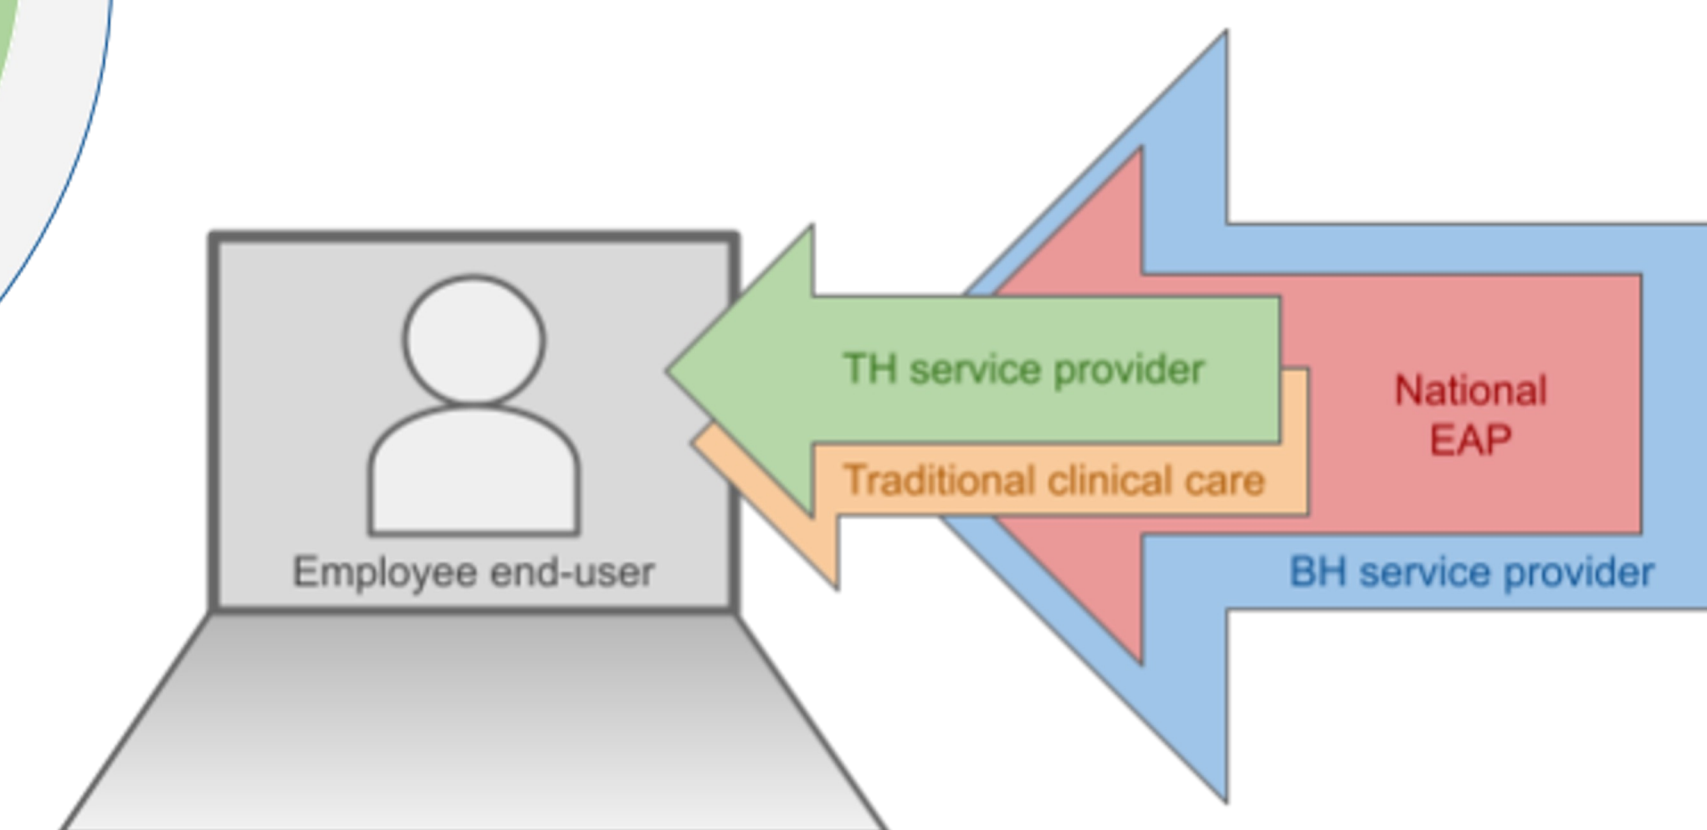 TH service provider
National
EAP
Traditional clinical care
Employee end-user
BH service provider